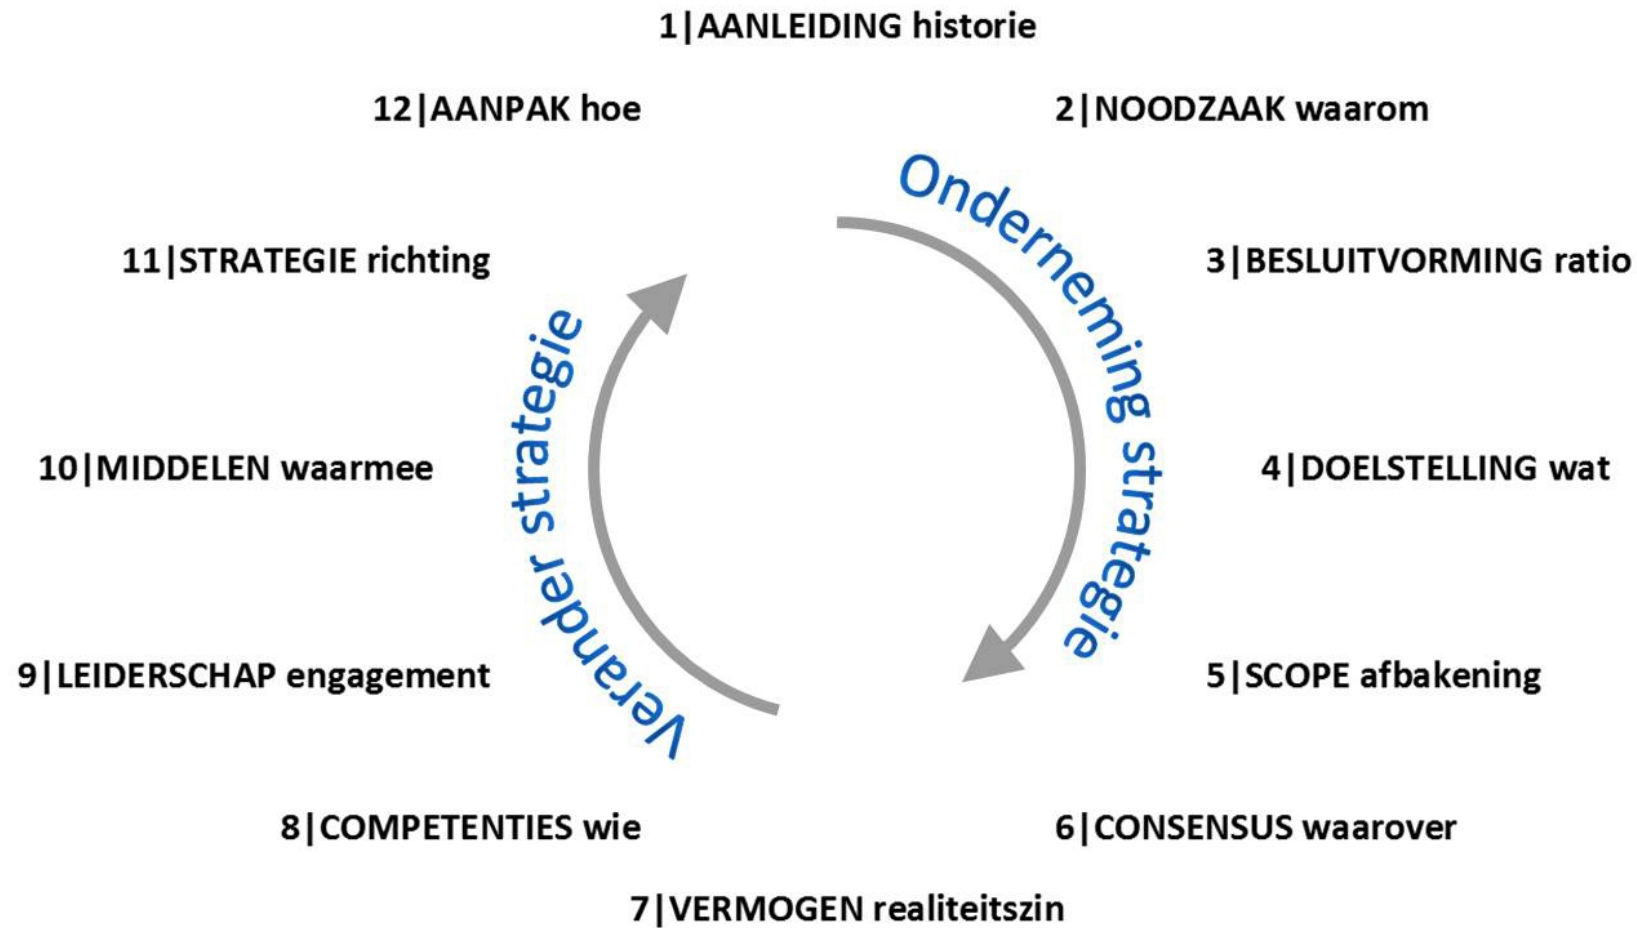 1|AANLEIDING historie
2|NOODZAAK waarom
3|BESLUITVORMING ratio
4|DOELSTELLING wat
5|SCOPE afbakening
6|CONSENSUS waarover
7|VERMOGEN realiteitszin
8|COMPETENTIES wie
9|LEIDERSCHAP engagement
10|MIDDELEN waarmee
11|STRATEGIE richting
12|AANPAK hoe
Onderneming strategie
Verander strategie